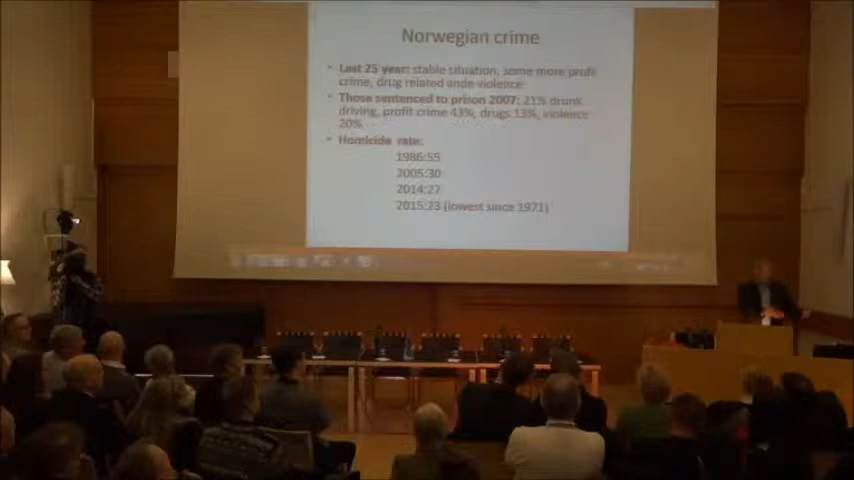 Norwegian crime
• Last 25 year: stable situation, some more profit
crime, drug related ande violence
• Those sentenced to prison 2007: 21% drunk
driving, profit crime 43%, drugs 13%, violence
20%
• Homicide rate:
1986:55
2005:30
2014:27
2015:23 (lowest since 1971)